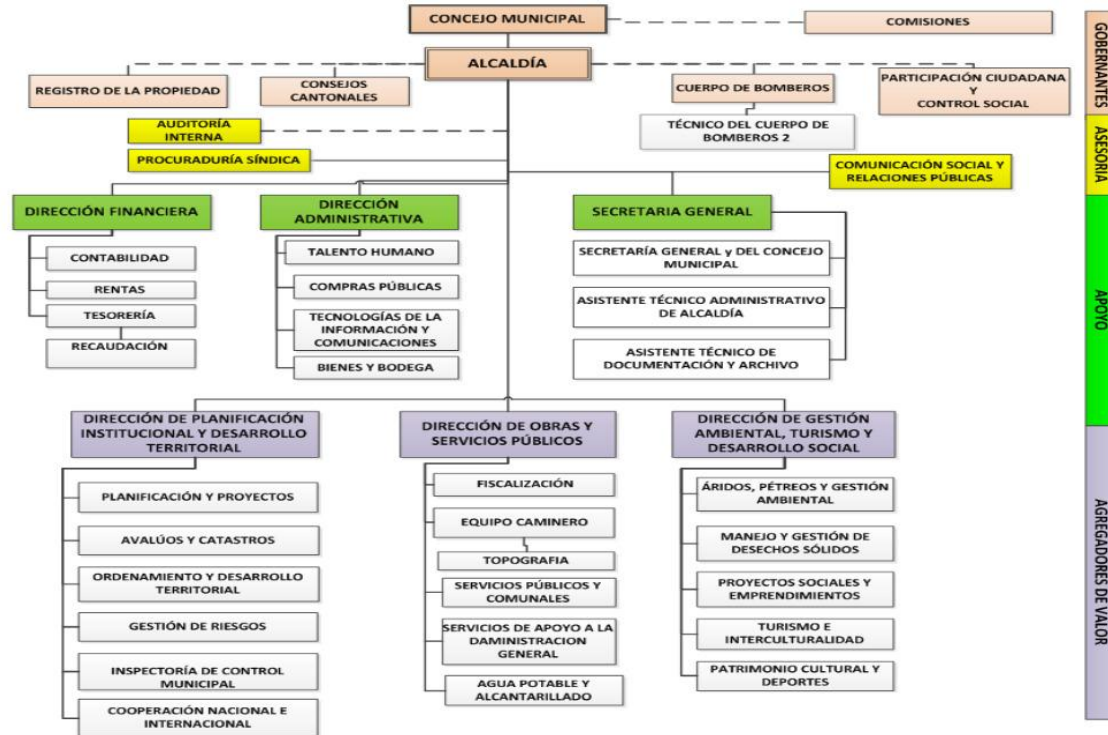 CONCEJO MUNICIPAL
COMISIONES
ALCALDÍA
REGISTRO DE LA PROPIEDAD
CONSEJOS
CANTONALES
CUERPO DE BOMBEROS
PARTICIPACIÓN CIUDADANA
Y
CONTROL SOCIAL
GOBERNANTES
AUDITORÍA
INTERNA
TÉCNICO DEL CUERPO DE
BOMBEROS 2
PROCURADURÍA SÍNDICA
COMUNICACIÓN SOCIAL Y
RELACIONES PÚBLICAS
ASESORIA
DIRECCIÓN FINANCIERA
CONTABILIDAD
RENTAS
TESORERÍA
RECAUDACIÓN
DIRECCIÓN
ADMINISTRATIVA
TALENTO HUMANO
COMPRAS PÚBLICAS
TECNOLOGÍAS DE LA
INFORMACIÓN Y
COMUNICACIONES
BIENES Y BODEGA
SECRETARIA GENERAL
SECRETARÍA GENERAL y DEL CONCEJO
MUNICIPAL
ASISTENTE TÉCNICO ADMINISTRATIVO
DE ALCALDÍA
ASISTENTE TÉCNICO DE
DOCUMENTACIÓN Y ARCHIVO
APOYO
DIRECCIÓN DE PLANIFICACIÓN
INSTITUCIONAL Y DESARROLLO
TERRITORIAL
PLANIFICACIÓN Y PROYECTOS
AVALÚOS Y CATASTROS
ORDENAMIENTO Y DESARROLLO
TERRITORIAL
GESTIÓN DE RIESGOS
INSPECTORÍA DE CONTROL
MUNICIPAL
COOPERACIÓN NACIONAL E
INTERNACIONAL
DIRECCIÓN DE OBRAS Y
SERVICIOS PÚBLICOS
FISCALIZACIÓN
EQUIPO CAMINERO
TOPOGRAFIA
SERVICIOS PÚBLICOS Y
COMUNALES
SERVICIOS DE APOYO A LA
DAMINISTRACION
GENERAL
AGUA POTABLE Y
ALCANTARILLADO
DIRECCIÓN DE GESTIÓN
AMBIENTAL, TURISMO Y
DESARROLLO SOCIAL
ÁRIDOS, PÉTREOS Y GESTIÓN
AMBIENTAL
MANEJO Y GESTIÓN DE
DESECHOS SÓLIDOS
PROYECTOS SOCIALES Y
EMPRENDIMIENTOS
TURISMO E
INTERCULTURALIDAD
PATRIMONIO CULTURAL Y
DEPORTES
AGREGADORES DE VALOR